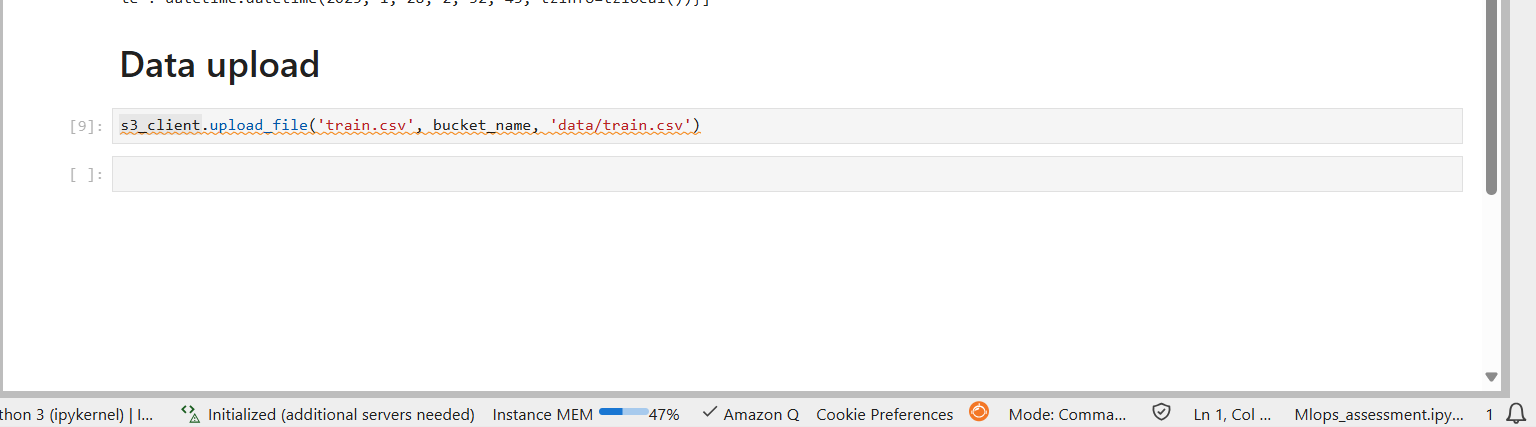 Data upload
[9]: s3_client.upload_file('train.csv', bucket_name, 'data/train.csv')
[ ]:
thon 3 (ipykernel) | I... Initialized (additional servers needed) Instance MEM 47% Amazon Q Cookie Preferences Mode: Comma... Ln 1, Col ... Mlops_assessment.ipy... 1